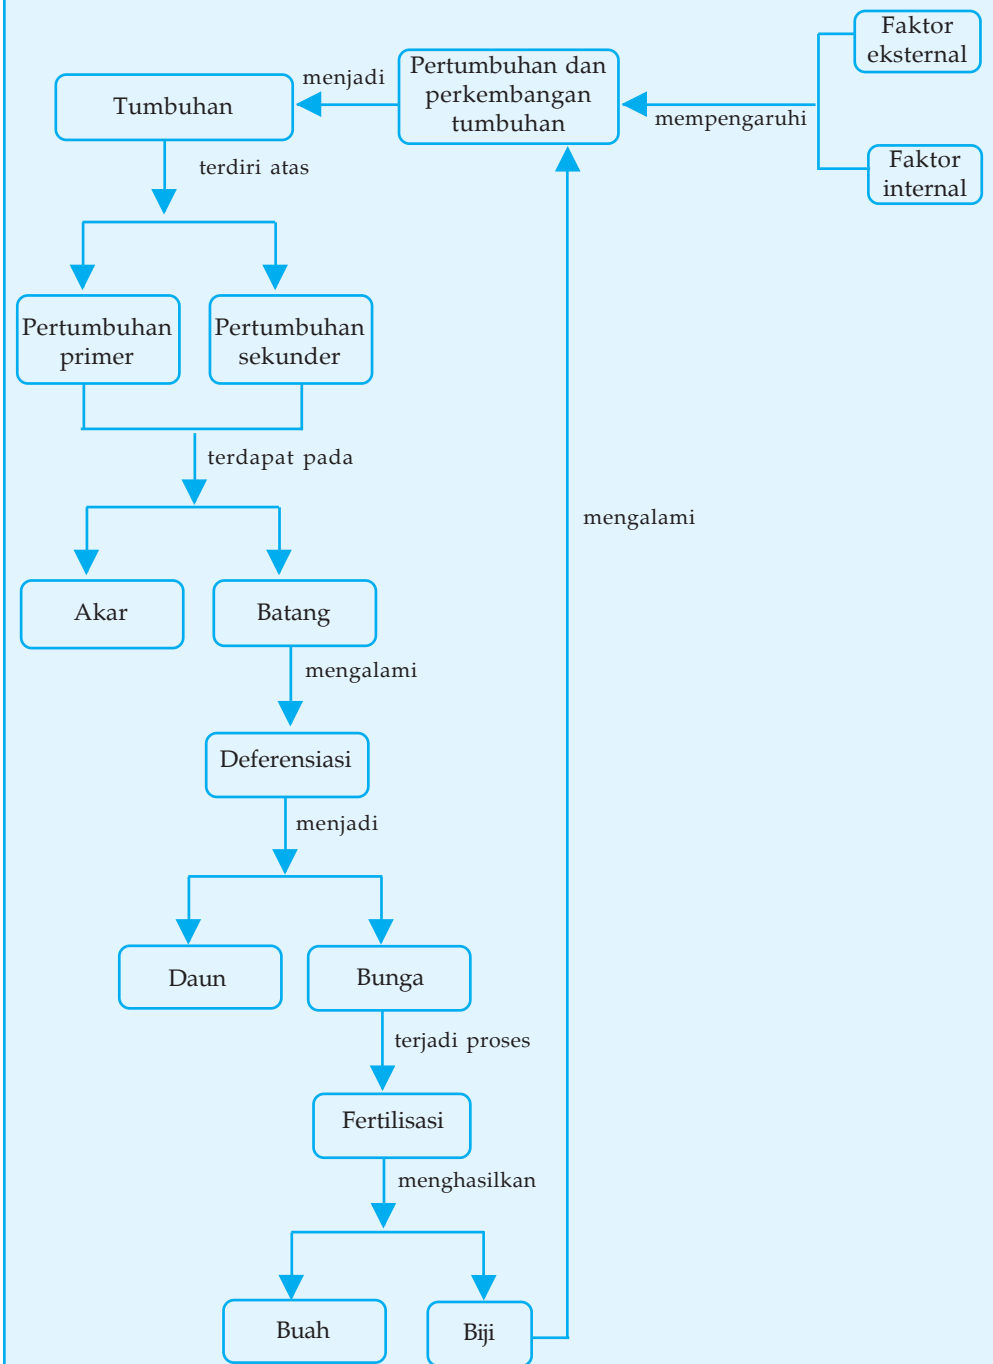 Faktor
eksternal
Pertumbuhan dan
perkembangan
tumbuhan
menjadi
Tumbuhan
mempengaruhi
Faktor
internal
terdiri atas
Pertumbuhan
primer
Pertumbuhan
sekunder
terdapat pada
mengalami
Akar
Batang
mengalami
Deferensiasi
menjadi
Daun
Bunga
terjadi proses
Fertilisasi
menghasilkan
Buah
Biji